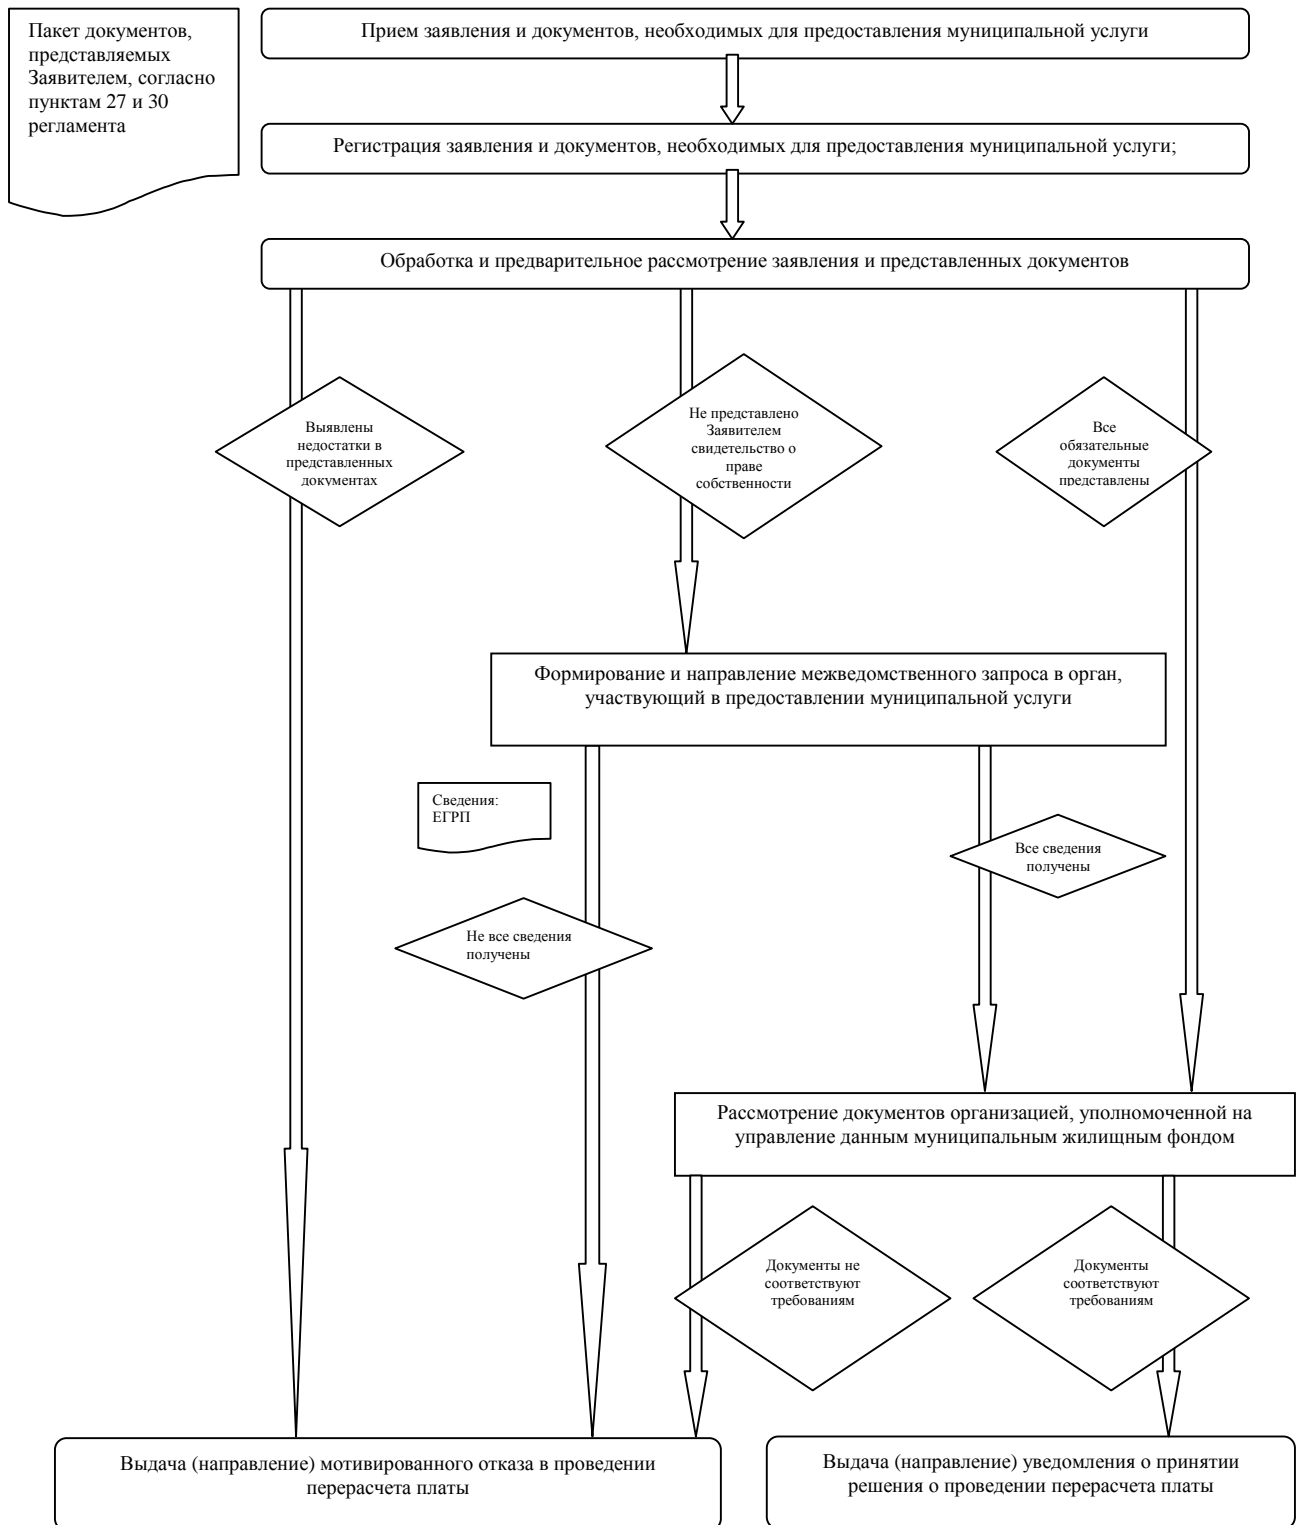 Пакет документов,
представляемых
Заявителем, согласно
пунктам 27 и 30
регламента
Прием заявления и документов, необходимых для предоставления муниципальной услуги
Регистрация заявления и документов, необходимых для предоставления муниципальной услуги;
Обработка и предварительное рассмотрение заявления и представленных документов
Выявлены
недостатки в
представленных
документах
Не представлено
Заявителем
свидетельство о
праве
собственности
Все
обязательные
документы
представлены
Формирование и направление межведомственного запроса в орган,
участвующий в предоставлении муниципальной услуги
Сведения:
ЕГРП
Все сведения
получены
Не все сведения
получены
Рассмотрение документов организацией, уполномоченной на
управление данным муниципальным жилищным фондом
Документы не
соответствуют
требованиям
Документы
соответствуют
требованиям
Выдача (направление) мотивированного отказа в проведении
перерасчета платы
Выдача (направление) уведомления о принятии
решения о проведении перерасчета платы